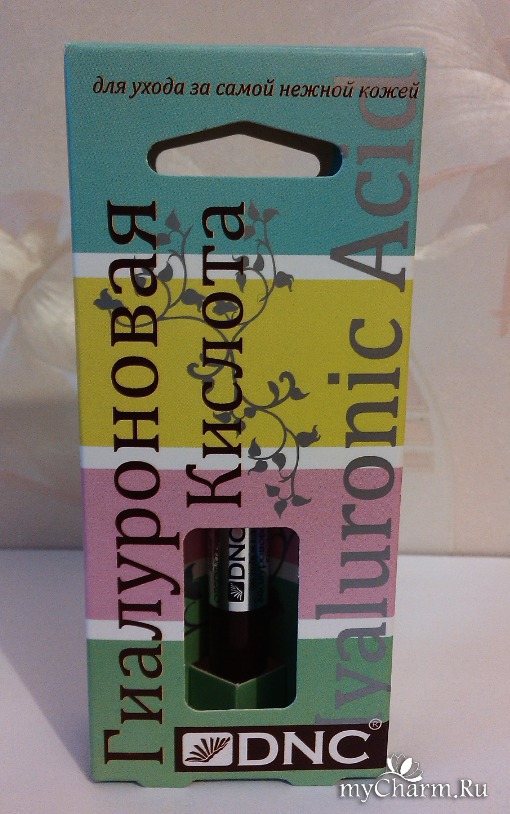 для ухода за самой нежной кожей
Гиалуроновая
Кислота
Hyaluronic Acid
DNC
DNC®
myCharm.Ru